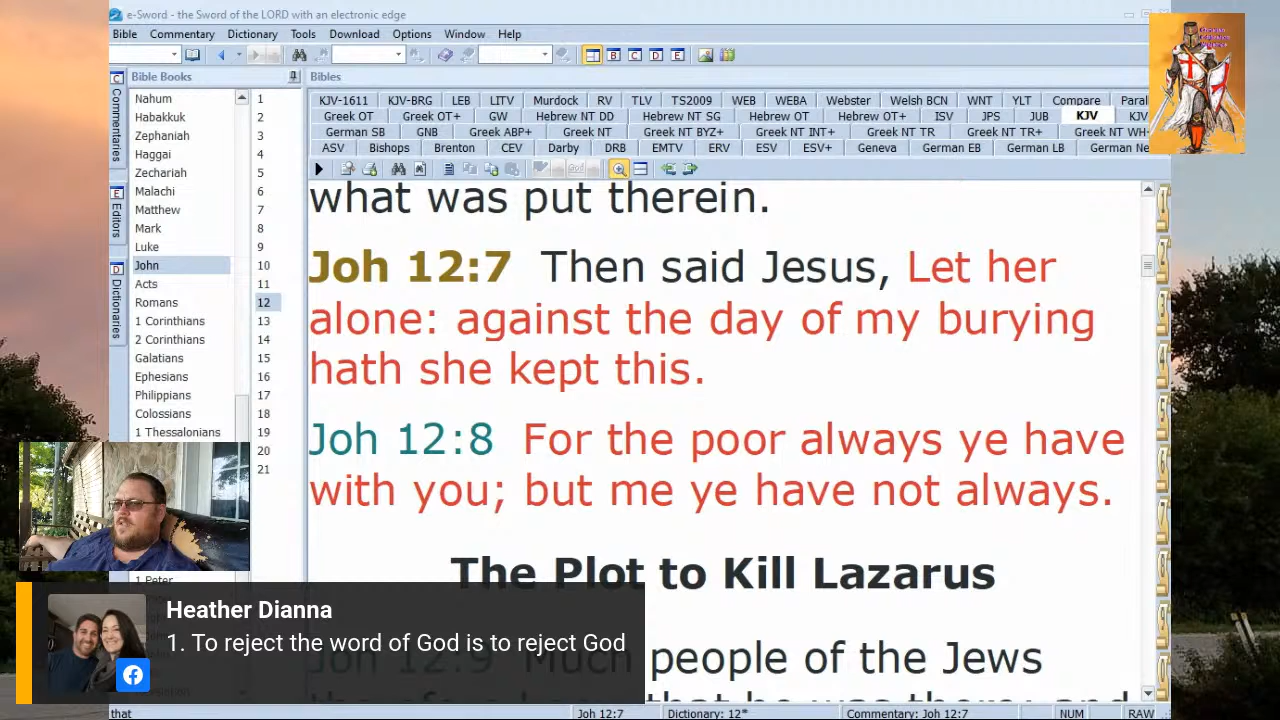 e-Sword - the Sword of the LORD with an electronic edge
Bible Commentary Dictionary Tools Download Options Window Help
Bible Books
Bibles
Nahum
Habakkuk
Zephaniah
Haggai
Zechariah
Malachi
Matthew
Mark
Luke
John
Acts
Romans
1 Corinthians
2 Corinthians
Galatians
Ephesians
Philippians
Colossians
1 Thessalonians
1 Peter
1
2
3
4
5
6
7
8
9
10
11
12
13
14
15
16
17
18
19
20
21
C Commentaries
E Editors
D Dictionaries
B C D E
KJV-1611 KJV-BRG LEB LITV Murdock RV TLV TS2009 WEB WEBA Webster Welsh BCN WNT YLT Compare Paral
Greek OT Greek OT+ GW Hebrew NT DD Hebrew NT SG Hebrew OT Hebrew OT+ ISV JPS JUB KJV KJV
German SB GNB Greek ABP+ Greek NT Greek NT BYZ+ Greek NT INT+ Greek NT TR Greek NT TR+ Greek NT WH-
ASV Bishops Brenton CEV Darby DRB EMTV ERV ESV ESV+ Geneva German EB German LB German Ne
what was put therein.
Joh 12:7 Then said Jesus, Let her
alone: against the day of my burying
hath she kept this.
Joh 12:8 For the poor always ye have
with you; but me ye have not always.
The Plot to Kill Lazarus
Joh 12:9 Much people of the Jews
Heather Dianna
1. To reject the word of God is to reject God
that Joh 12:7 Dictionary: 12* Commentary: Joh 12:7 NUM RAW